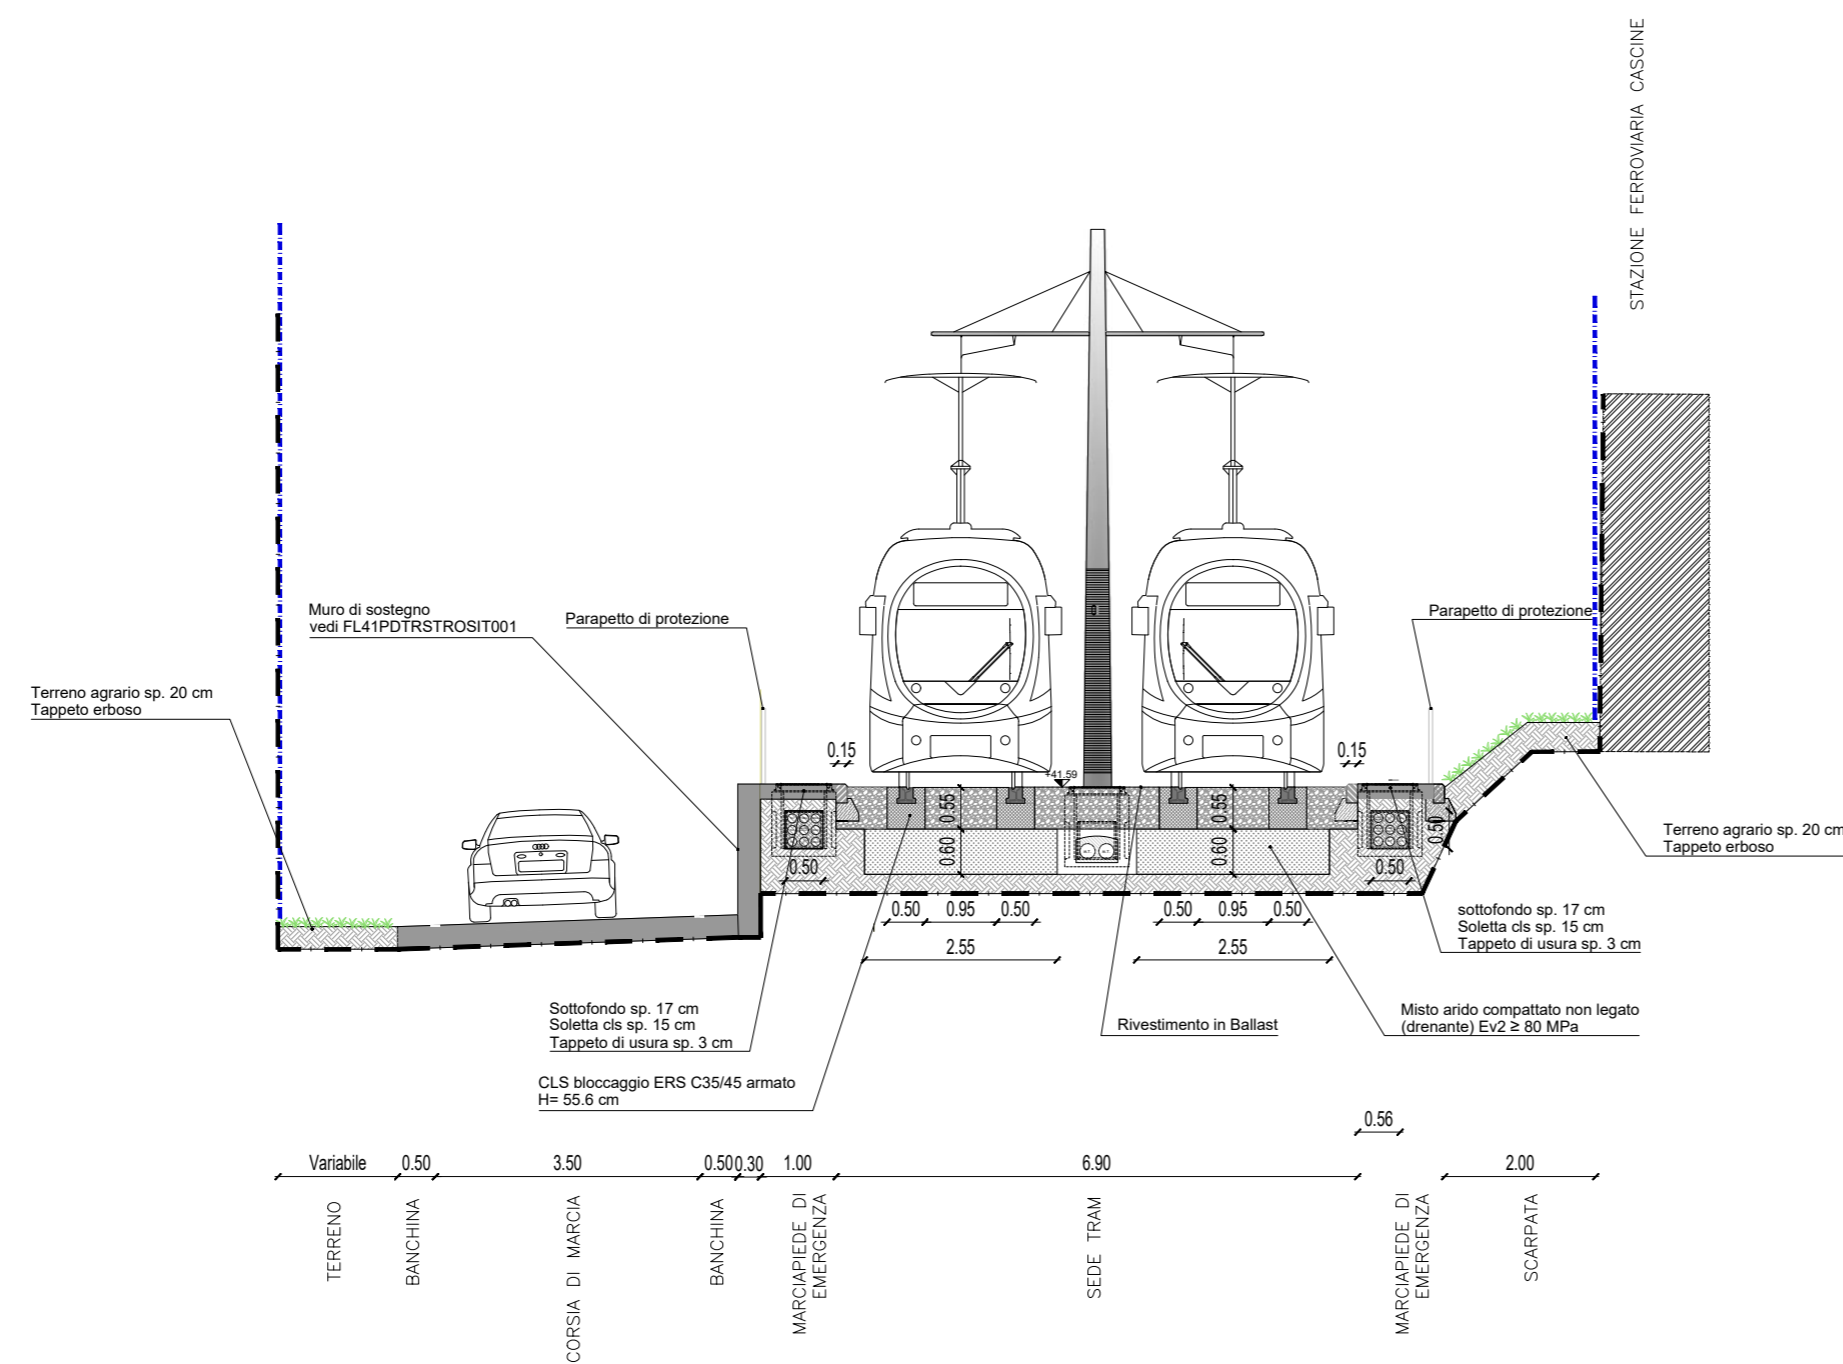 STAZIONE FERROVIARIA CASCINE
Muro di sostegno
vedi FL41PDTRSTROSIT001
Parapetto di protezione
Parapetto di protezione
Terreno agrario sp. 20 cm
Tappeto erboso
0.15
0.15
+41.59
0.55
0.55
0.60
0.60
0.50
0.50
0.50
Terreno agrario sp. 20 cm
Tappeto erboso
0.50
0.95
0.50
0.50
0.95
0.50
2.55
2.55
sottofondo sp. 17 cm
Soletta cls sp. 15 cm
Tappeto di usura sp. 3 cm
Sottofondo sp. 17 cm
Soletta cls sp. 15 cm
Tappeto di usura sp. 3 cm
Rivestimento in Ballast
Misto arido compattato non legato
(drenante) Ev2 ≥ 80 MPa
CLS bloccaggio ERS C35/45 armato
H= 55.6 cm
0.56
Variabile
0.50
3.50
0.50
0.30
1.00
6.90
2.00
TERRENO
BANCHINA
CORSIA DI MARCIA
BANCHINA
MARCIAPIEDE DI
EMERGENZA
SEDE TRAM
MARCIAPIEDE DI
EMERGENZA
SCARPATA